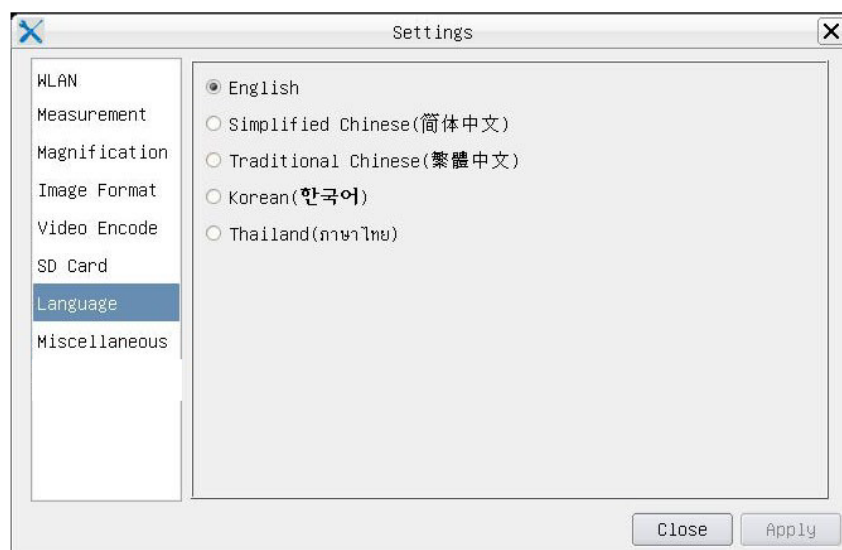 Settings
WLAN
Measurement
Magnification
Image Format
Video Encode
SD Card
Language
Miscellaneous
English
Simplified Chinese(简体中文)
Traditional Chinese(繁體中文)
Korean(한국어)
Thailand(ภาษาไทย)
Close
Apply